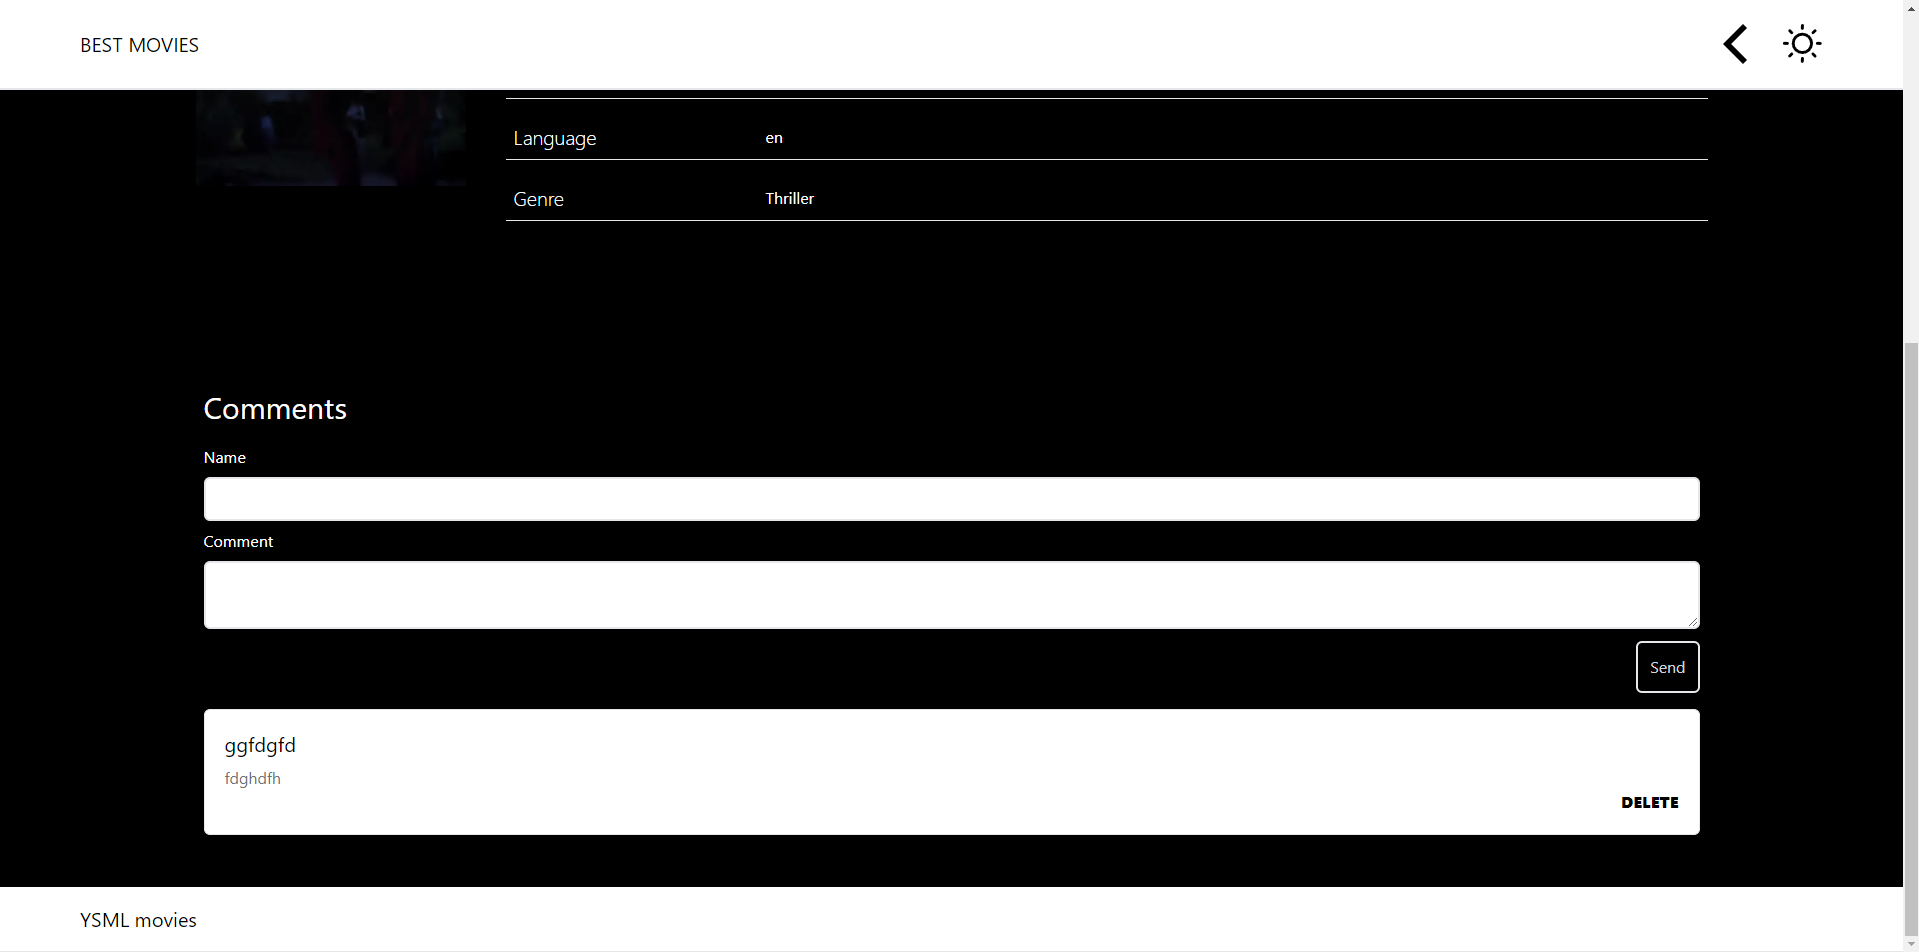 BEST MOVIES
Language en
Genre Thriller
Comments
Name
Comment
Send
ggfdgfd
fdghdfh
DELETE
YSML movies